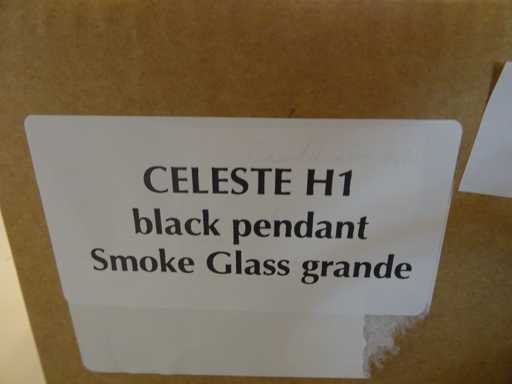 CELESTE H1
black pendant
Smoke Glass grande